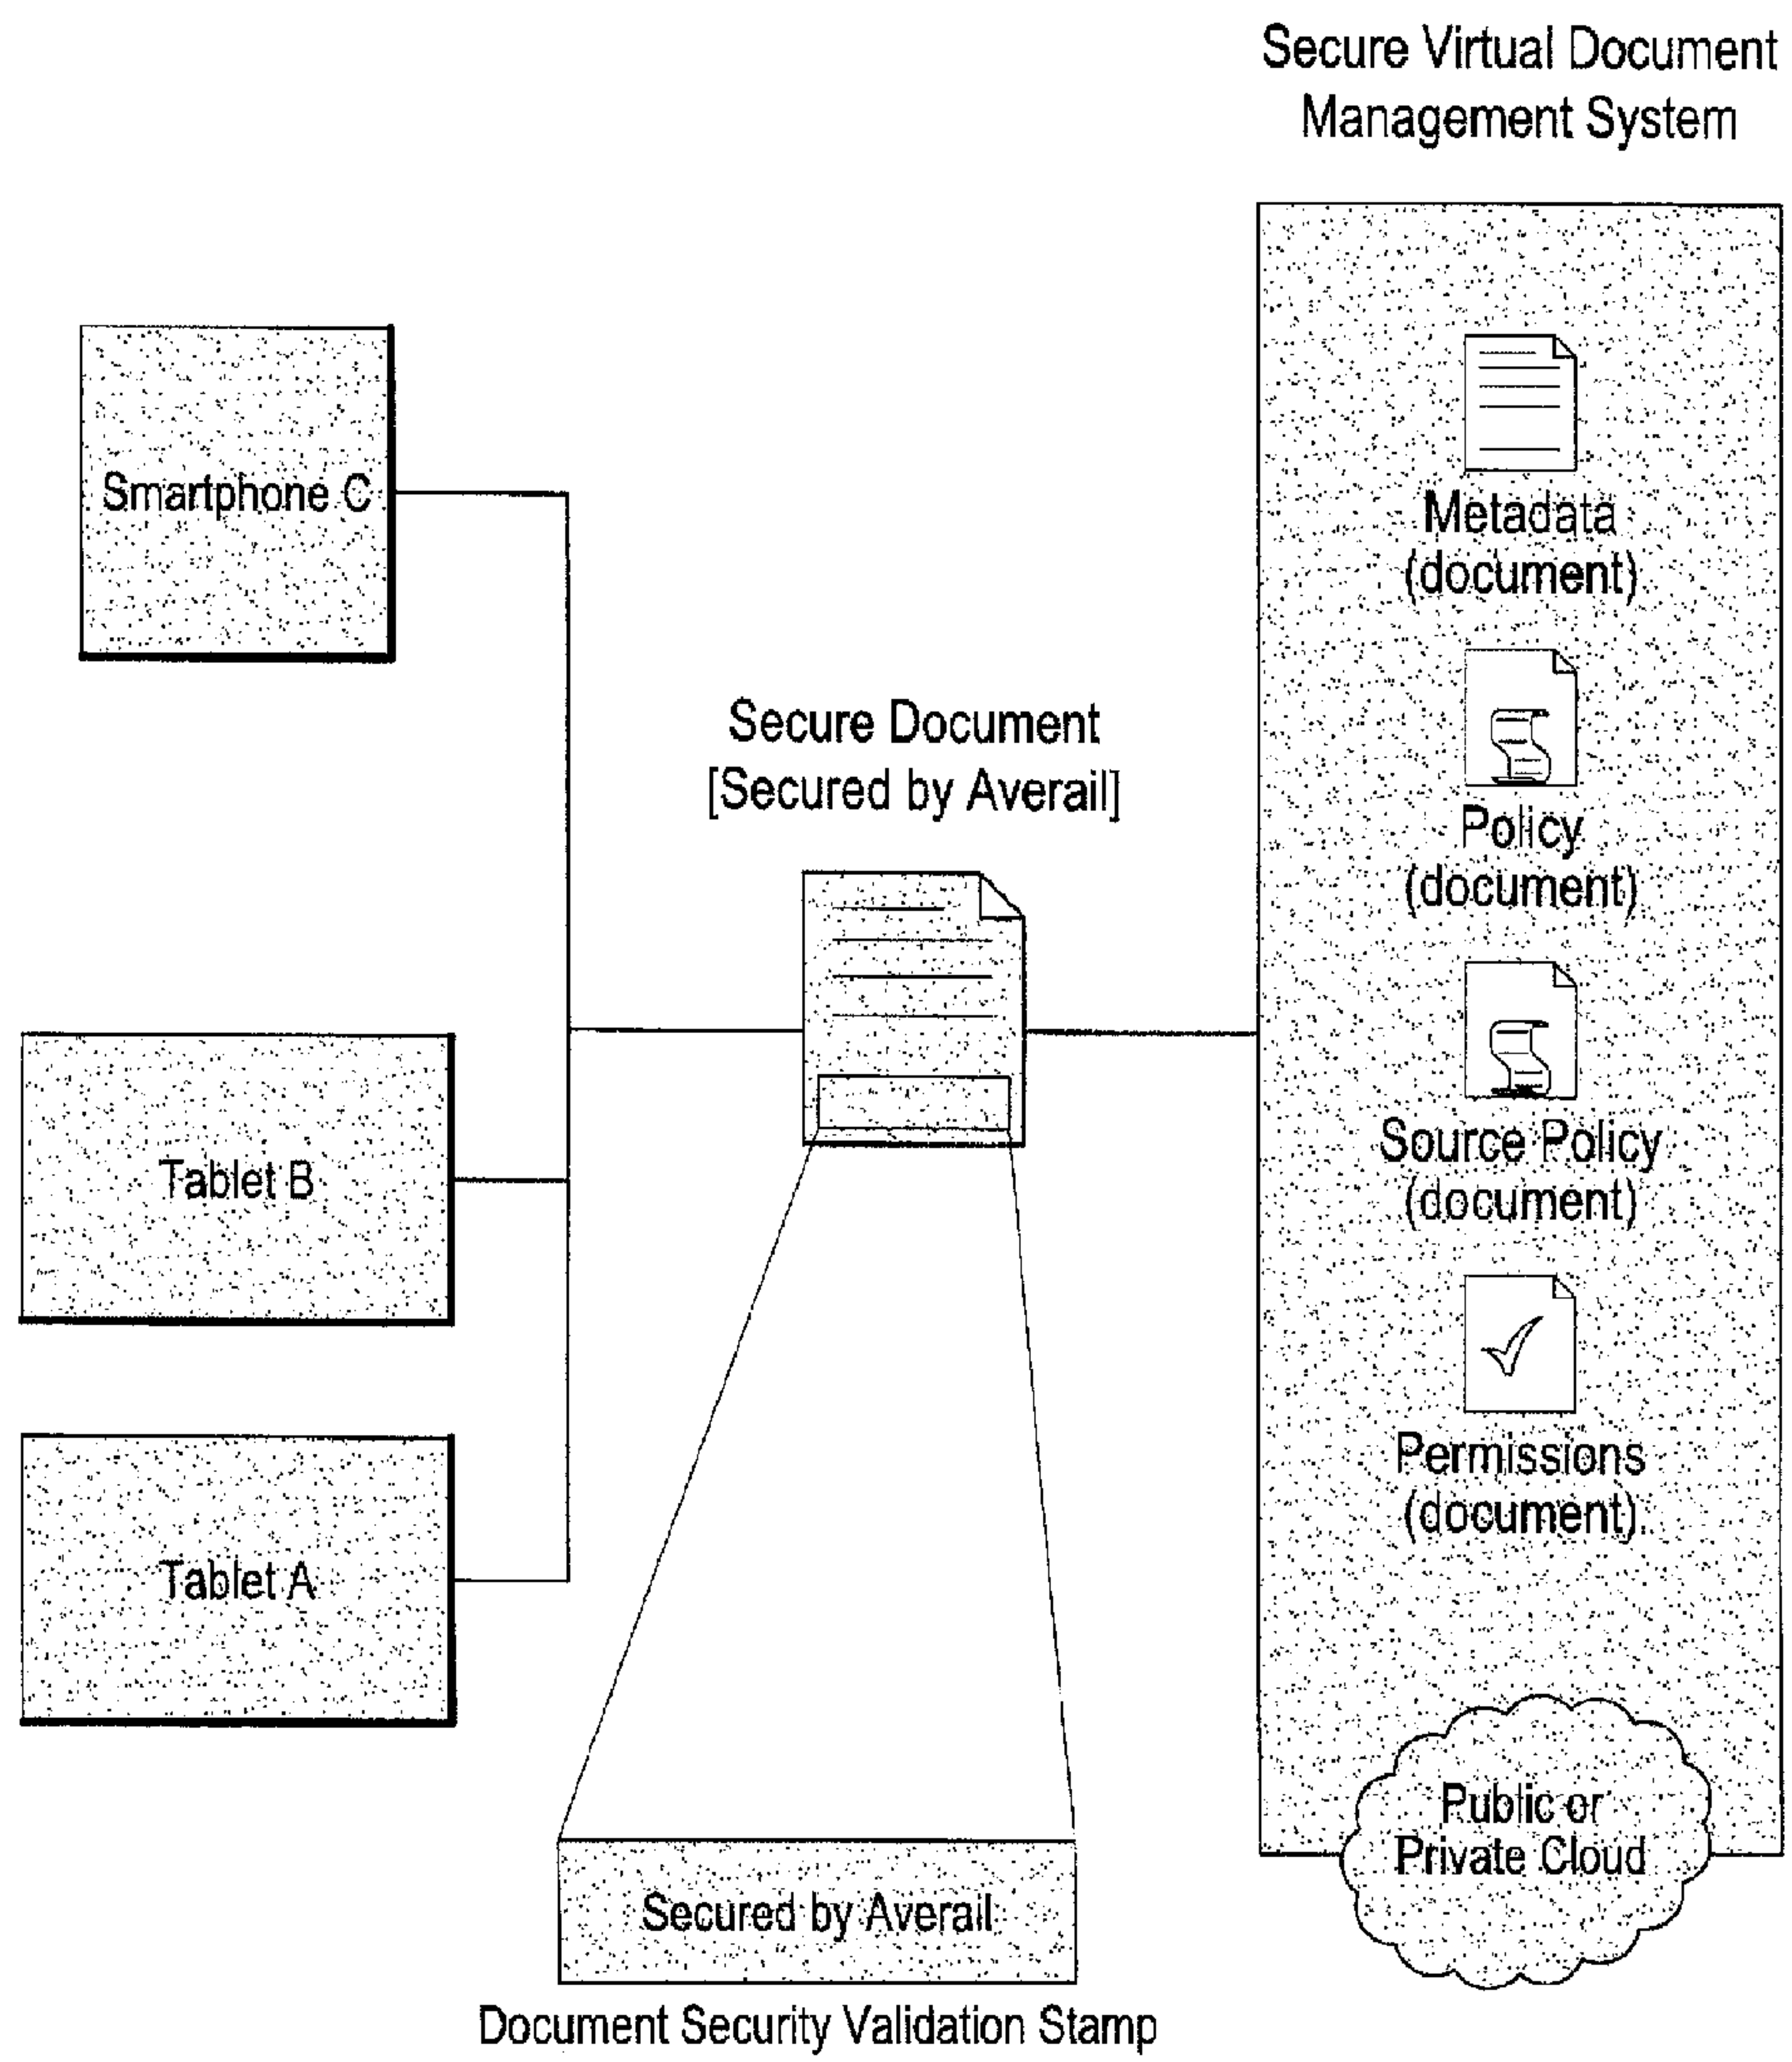 Secure Virtual Document
Management System
Smartphone C
Metadata
(document)
Secure Document
[Secured by Averail]
Policy
(document)
Source Policy
(document)
Tablet B
Permissions
(document)
Tablet A
Public or
Private Cloud
Secured by Averail
Document Security Validation Stamp